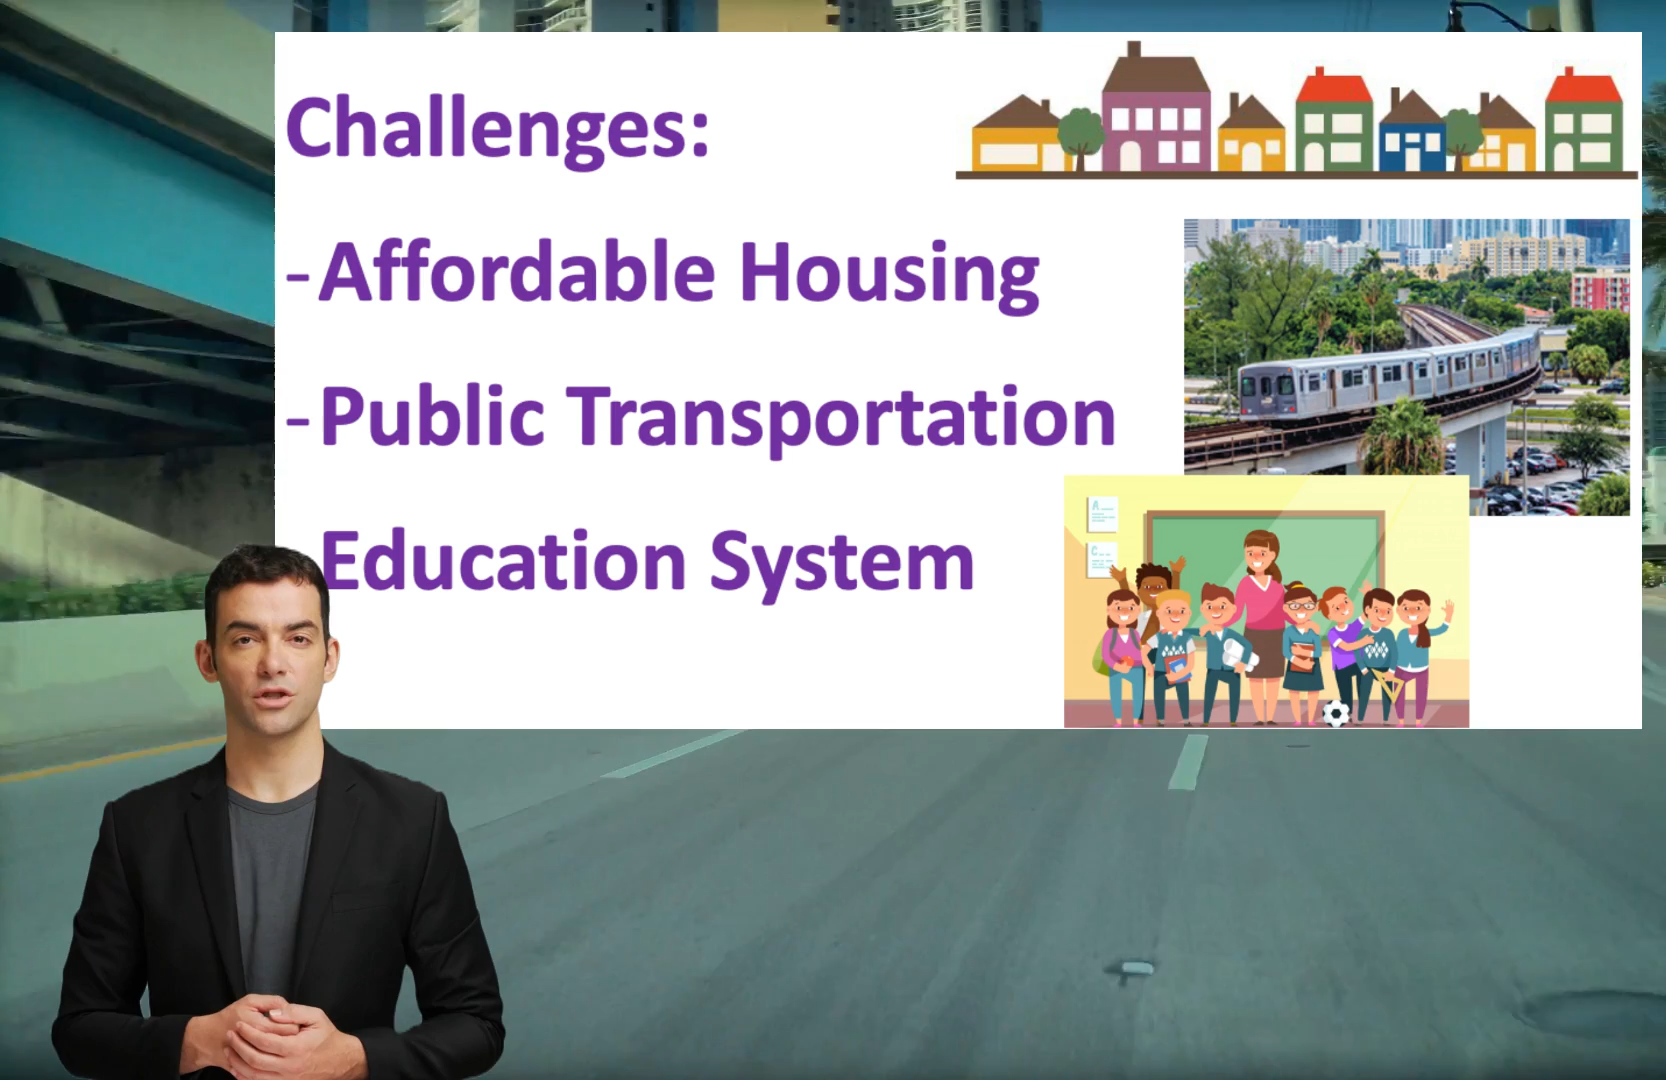 Challenges:
-Affordable Housing
-Public Transportation
Education System
A
C